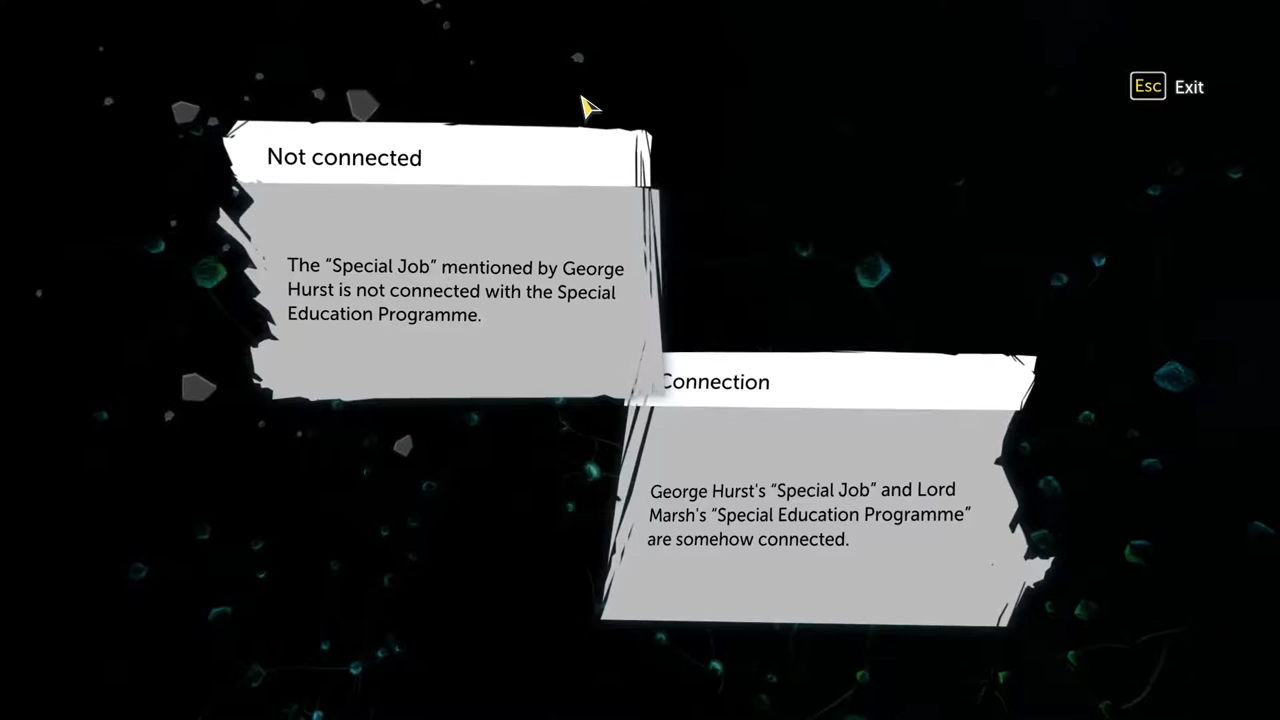 Esc Exit
Not connected
The “Special Job” mentioned by George
Hurst is not connected with the Special
Education Programme.
Connection
George Hurst's “Special Job” and Lord
Marsh's “Special Education Programme”
are somehow connected.